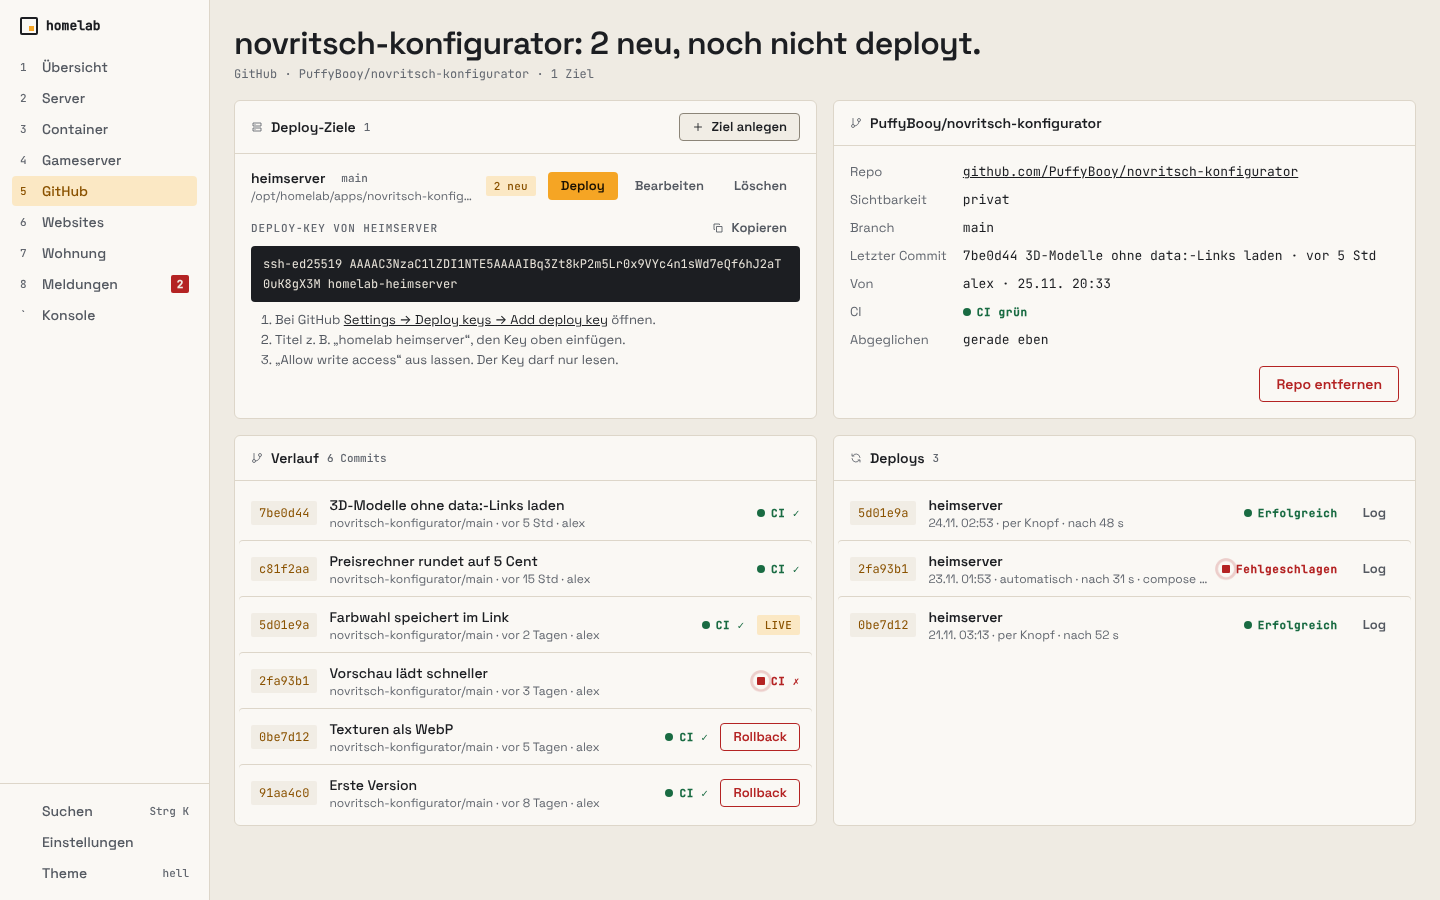 homelab
1 Übersicht
2 Server
3 Container
4 Gameserver
5 GitHub
6 Websites
7 Wohnung
8 Meldungen 2
` Konsole
Suchen Strg K
Einstellungen
Theme hell
novritsch-konfigurator: 2 neu, noch nicht deployt.
GitHub · PuffyBooy/novritsch-konfigurator · 1 Ziel
Deploy-Ziele 1
+ Ziel anlegen
heimserver main
/opt/homelab/apps/novritsch-konfig…
2 neu Deploy Bearbeiten Löschen
DEPLOY-KEY VON HEIMSERVER
Kopieren
ssh-ed25519 AAAAC3NzaC1lZDI1NTE5AAAAIBq3Zt8kP2m5Lr0x9VYc4n1sWd7eQf6hJ2aT
0uK8gX3M homelab-heimserver
1. Bei GitHub Settings → Deploy keys → Add deploy key öffnen.
2. Titel z. B. „homelab heimserver“, den Key oben einfügen.
3. „Allow write access“ aus lassen. Der Key darf nur lesen.
PuffyBooy/novritsch-konfigurator
Repo github.com/PuffyBooy/novritsch-konfigurator
Sichtbarkeit privat
Branch main
Letzter Commit 7be0d44 3D-Modelle ohne data:-Links laden · vor 5 Std
Von alex · 25.11. 20:33
CI CI grün
Abgeglichen gerade eben
Repo entfernen
Verlauf 6 Commits
7be0d44 3D-Modelle ohne data:-Links laden CI ✓
novritsch-konfigurator/main · vor 5 Std · alex
c81f2aa Preisrechner rundet auf 5 Cent CI ✓
novritsch-konfigurator/main · vor 15 Std · alex
5d01e9a Farbwahl speichert im Link CI ✓ LIVE
novritsch-konfigurator/main · vor 2 Tagen · alex
2fa93b1 Vorschau lädt schneller CI ✗
novritsch-konfigurator/main · vor 3 Tagen · alex
0be7d12 Texturen als WebP CI ✓ Rollback
novritsch-konfigurator/main · vor 5 Tagen · alex
91aa4c0 Erste Version CI ✓ Rollback
novritsch-konfigurator/main · vor 8 Tagen · alex
Deploys 3
5d01e9a heimserver Erfolgreich Log
24.11. 02:53 · per Knopf · nach 48 s
2fa93b1 heimserver Fehlgeschlagen Log
23.11. 01:53 · automatisch · nach 31 s · compose …
0be7d12 heimserver Erfolgreich Log
21.11. 03:13 · per Knopf · nach 52 s